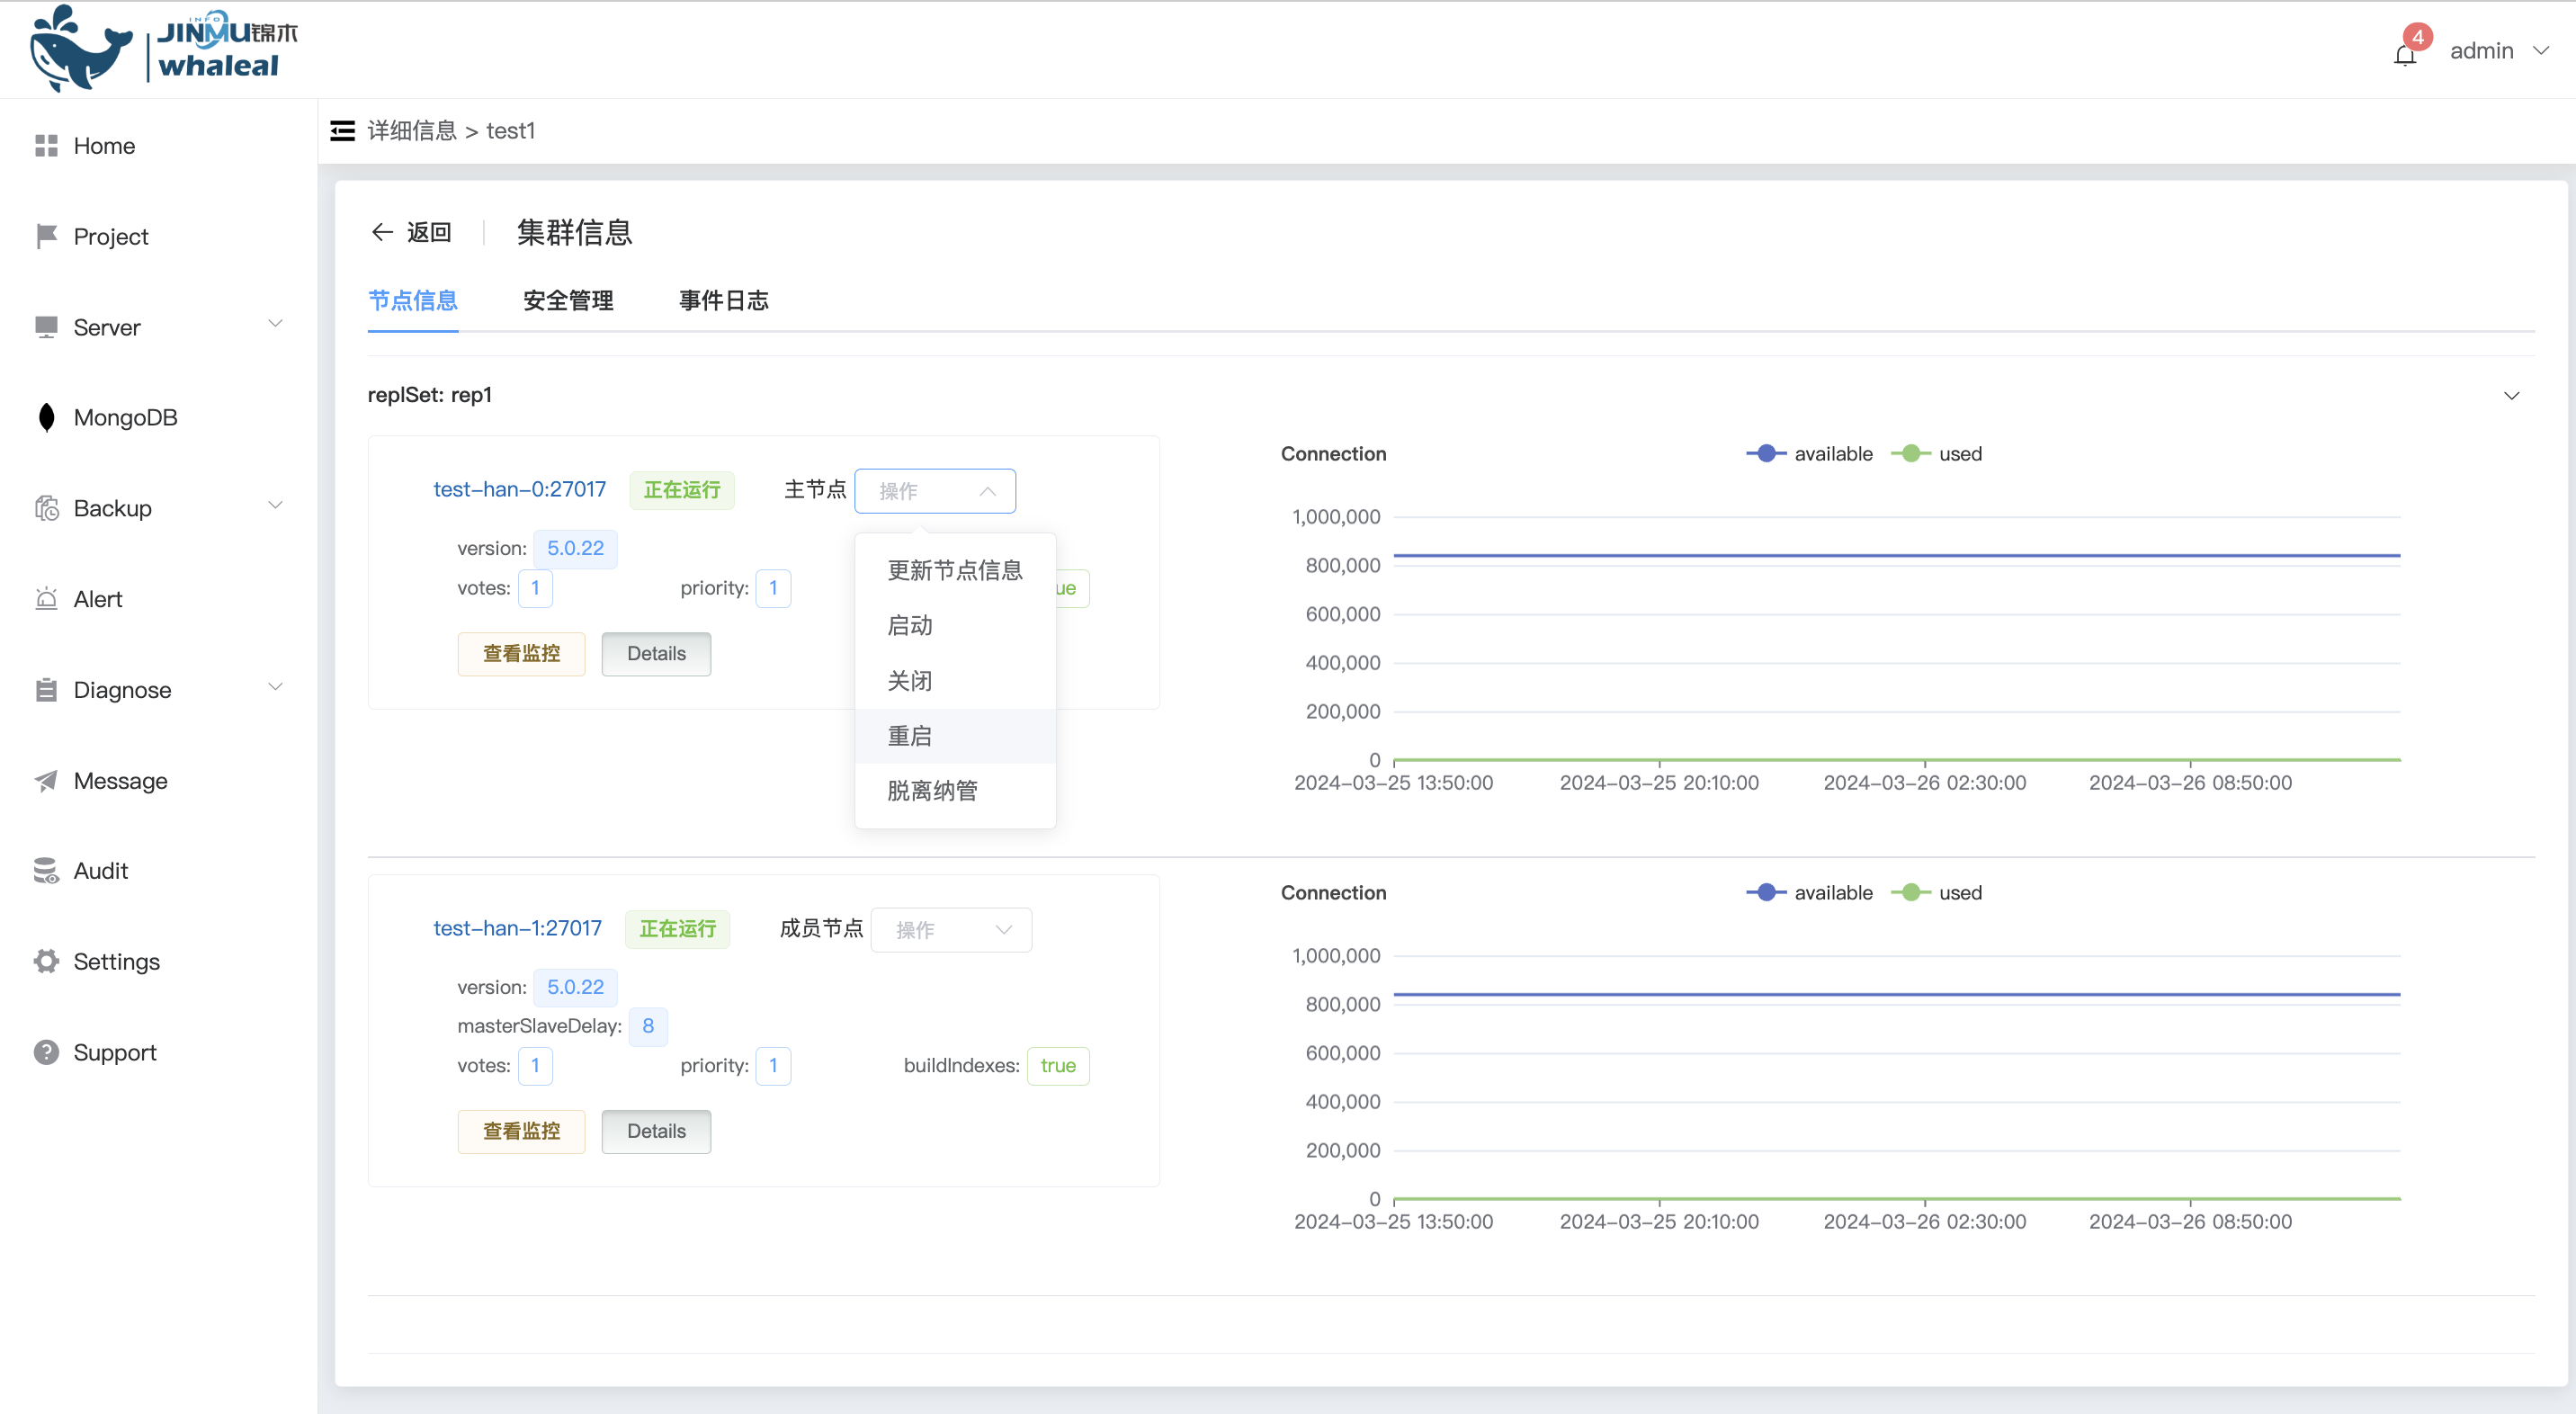 INFO
JINMU锦木
whaleal
4
admin
Home
Project
Server
MongoDB
Backup
Alert
Diagnose
Message
Audit
Settings
Support
详细信息 > test1
返回
集群信息
节点信息 安全管理 事件日志
replSet: rep1
test-han-0:27017 正在运行 主节点 操作
version: 5.0.22
votes: 1 priority: 1 ue
查看监控 Details
更新节点信息
启动
关闭
重启
脱离纳管
Connection available used
1,000,000
800,000
600,000
400,000
200,000
0
2024-03-25 13:50:00 2024-03-25 20:10:00 2024-03-26 02:30:00 2024-03-26 08:50:00
test-han-1:27017 正在运行 成员节点 操作
version: 5.0.22
masterSlaveDelay: 8
votes: 1 priority: 1 buildIndexes: true
查看监控 Details
Connection available used
1,000,000
800,000
600,000
400,000
200,000
0
2024-03-25 13:50:00 2024-03-25 20:10:00 2024-03-26 02:30:00 2024-03-26 08:50:00